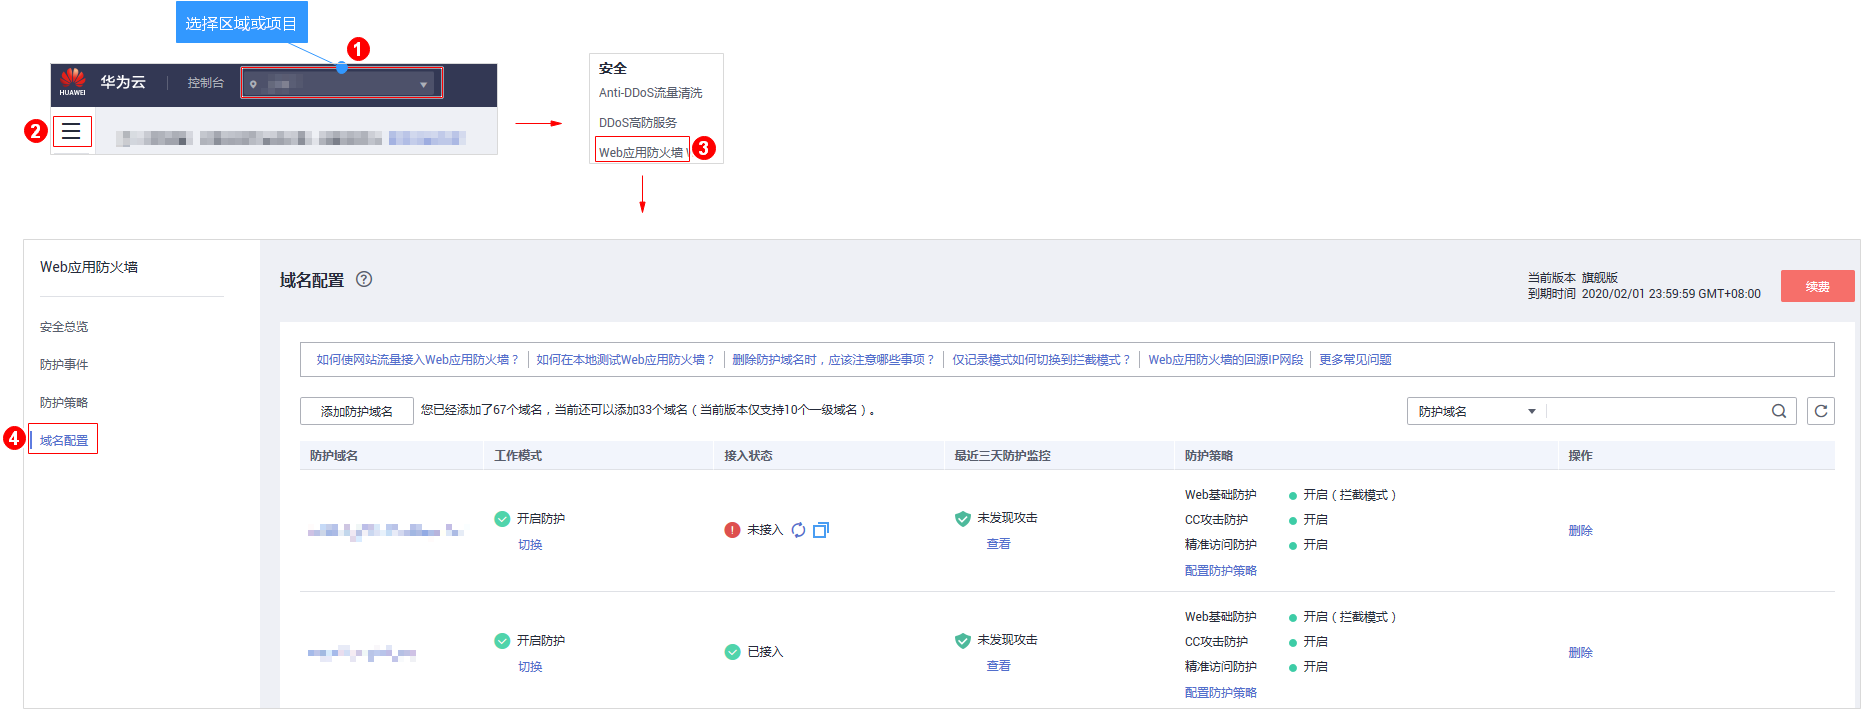 选择区域或项目
1
HUAWEI
华为云
控制台
2
安全
Anti-DDoS流量清洗
DDoS高防服务
Web应用防火墙
3
Web应用防火墙
安全总览
防护事件
防护策略
4
域名配置
域名配置 ?
当前版本 旗舰版
到期时间 2020/02/01 23:59:59 GMT+08:00
续费
如何使网站流量接入Web应用防火墙？ 如何在本地测试Web应用防火墙？ 删除防护域名时，应该注意哪些事项？ 仅记录模式如何切换到拦截模式？ Web应用防火墙的回源IP网段 更多常见问题
添加防护域名 您已经添加了67个域名，当前还可以添加33个域名（当前版本仅支持10个一级域名）。
防护域名
防护域名 工作模式 接入状态 最近三天防护监控 防护策略 操作
开启防护
切换
未接入
未发现攻击
查看
Web基础防护 开启（拦截模式）
CC攻击防护 开启
精准访问防护 开启
配置防护策略
删除
开启防护
切换
已接入
未发现攻击
查看
Web基础防护 开启（拦截模式）
CC攻击防护 开启
精准访问防护 开启
配置防护策略
删除